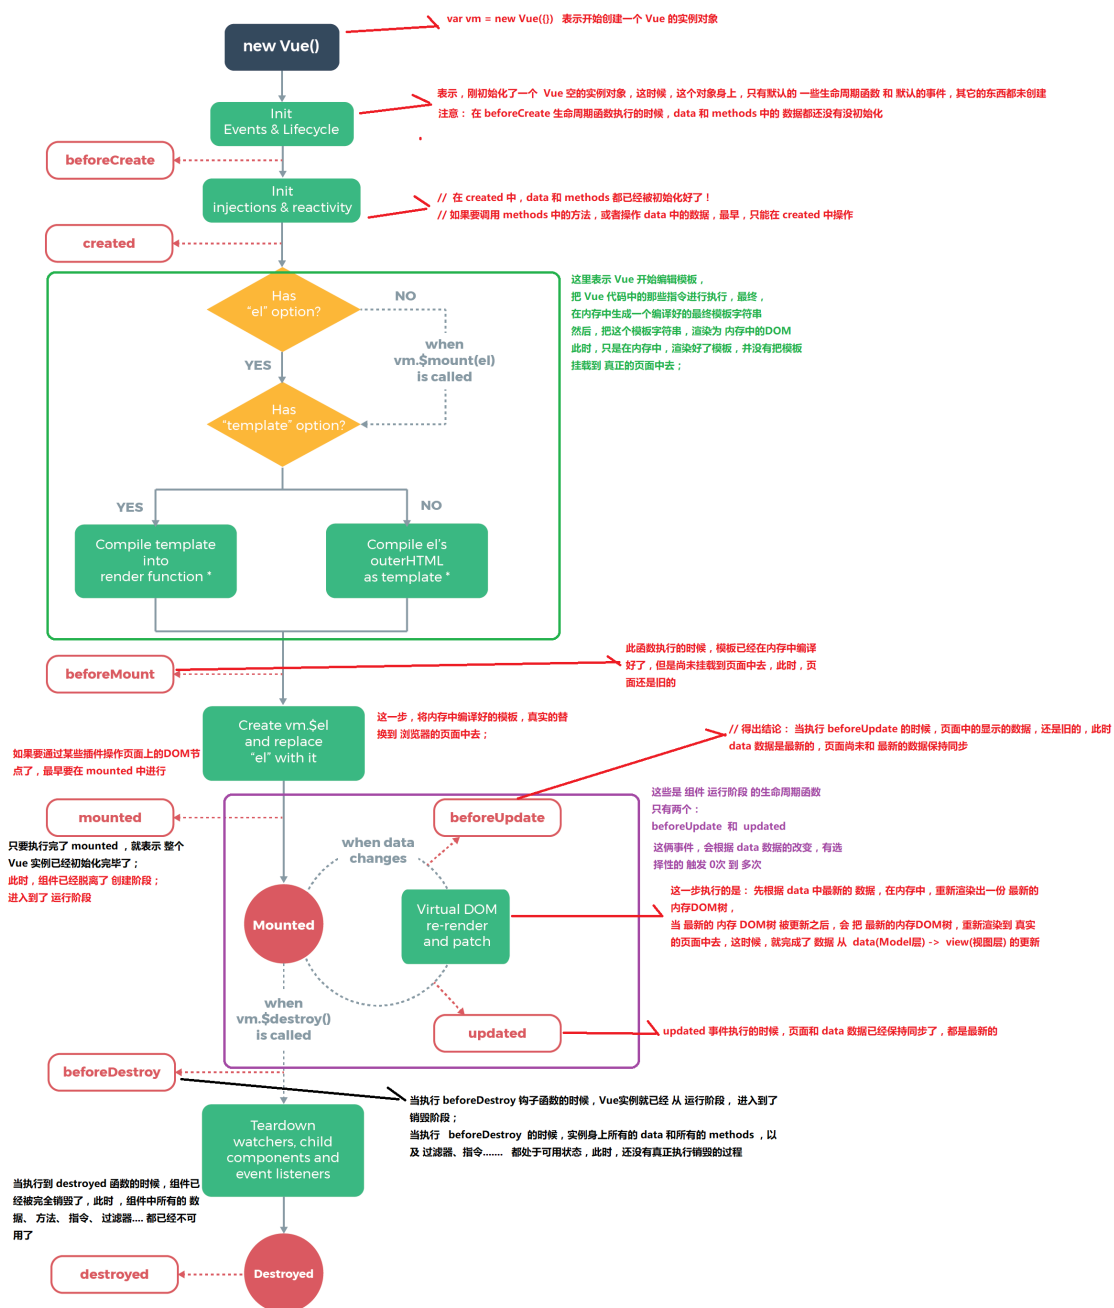 var vm = new Vue({}) 表示开始创建一个 Vue 的实例对象
new Vue()
表示，刚初始化了一个 Vue 空的实例对象，这时候，这个对象身上，只有默认的 一些生命周期函数 和 默认的事件，其它的东西都未创建
注意： 在 beforeCreate 生命周期函数执行的时候，data 和 methods 中的 数据都还没有没初始化
Init
Events & Lifecycle
beforeCreate
Init
injections & reactivity
// 在 created 中，data 和 methods 都已经被初始化好了！
// 如果要调用 methods 中的方法，或者操作 data 中的数据，最早，只能在 created 中操作
created
这里表示 Vue 开始编辑模板，
把 Vue 代码中的那些指令进行执行，最终，
在内存中生成一个编译好的最终模板字符串
然后，把这个模板字符串，渲染为 内存中的DOM
此时，只是在内存中，渲染好了模板，并没有把模板
挂载到 真正的页面中去；
Has
“el” option?
NO
when
vm.$mount(el)
is called
YES
Has
“template” option?
YES
NO
Compile template
into
render function *
Compile el’s
outerHTML
as template *
beforeMount
此函数执行的时候，模板已经在内存中编译
好了，但是尚未挂载到页面中去，此时，页
面还是旧的
Create vm.$el
and replace
“el” with it
这一步，将内存中编译好的模板，真实的替
换到 浏览器的页面中去；
// 得出结论： 当执行 beforeUpdate 的时候，页面中的显示的数据，还是旧的，此时
data 数据是最新的，页面尚未和 最新的数据保持同步
如果要通过某些插件操作页面上的DOM节
点了，最早要在 mounted 中进行
mounted
只要执行完了 mounted ，就表示 整个
Vue 实例已经初始化完毕了；
此时，组件已经脱离了 创建阶段；
进入到了 运行阶段
beforeUpdate
这些是 组件 运行阶段 的生命周期函数
只有两个：
beforeUpdate 和 updated
这俩事件，会根据 data 数据的改变，有选
择性的 触发 0次 到 多次
when data
changes
Mounted
Virtual DOM
re-render
and patch
这一步执行的是： 先根据 data 中最新的 数据，在内存中，重新渲染出一份 最新的
内存DOM树，
当 最新的 内存 DOM树 被更新之后，会 把 最新的内存DOM树，重新渲染到 真实
的页面中去，这时候，就完成了 数据 从 data(Model层) -> view(视图层) 的更新
when
vm.$destroy()
is called
updated
updated 事件执行的时候，页面和 data 数据已经保持同步了，都是最新的
beforeDestroy
当执行 beforeDestroy 钩子函数的时候，Vue实例就已经 从 运行阶段， 进入到了
销毁阶段；
当执行 beforeDestroy 的时候，实例身上所有的 data 和所有的 methods ，以
及 过滤器、指令....... 都处于可用状态，此时，还没有真正执行销毁的过程
Teardown
watchers, child
components and
event listeners
当执行到 destroyed 函数的时候，组件已
经被完全销毁了，此时 ，组件中所有的 数
据、 方法、 指令、 过滤器.... 都已经不可
用了
destroyed
Destroyed